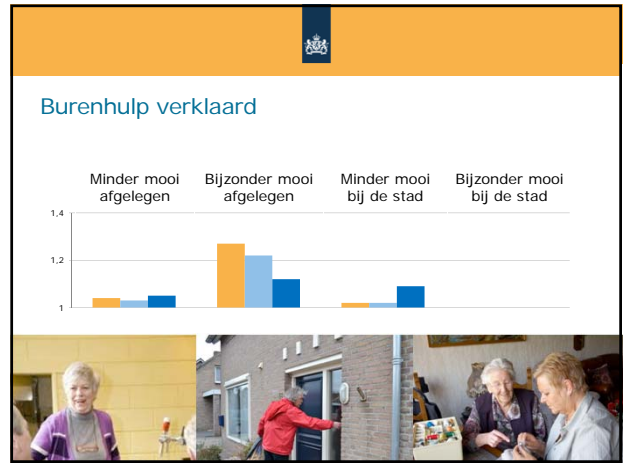 Burenhulp verklaard
Minder mooi
afgelegen
Bijzonder mooi
afgelegen
Minder mooi
bij de stad
Bijzonder mooi
bij de stad
1,4
1,2
1